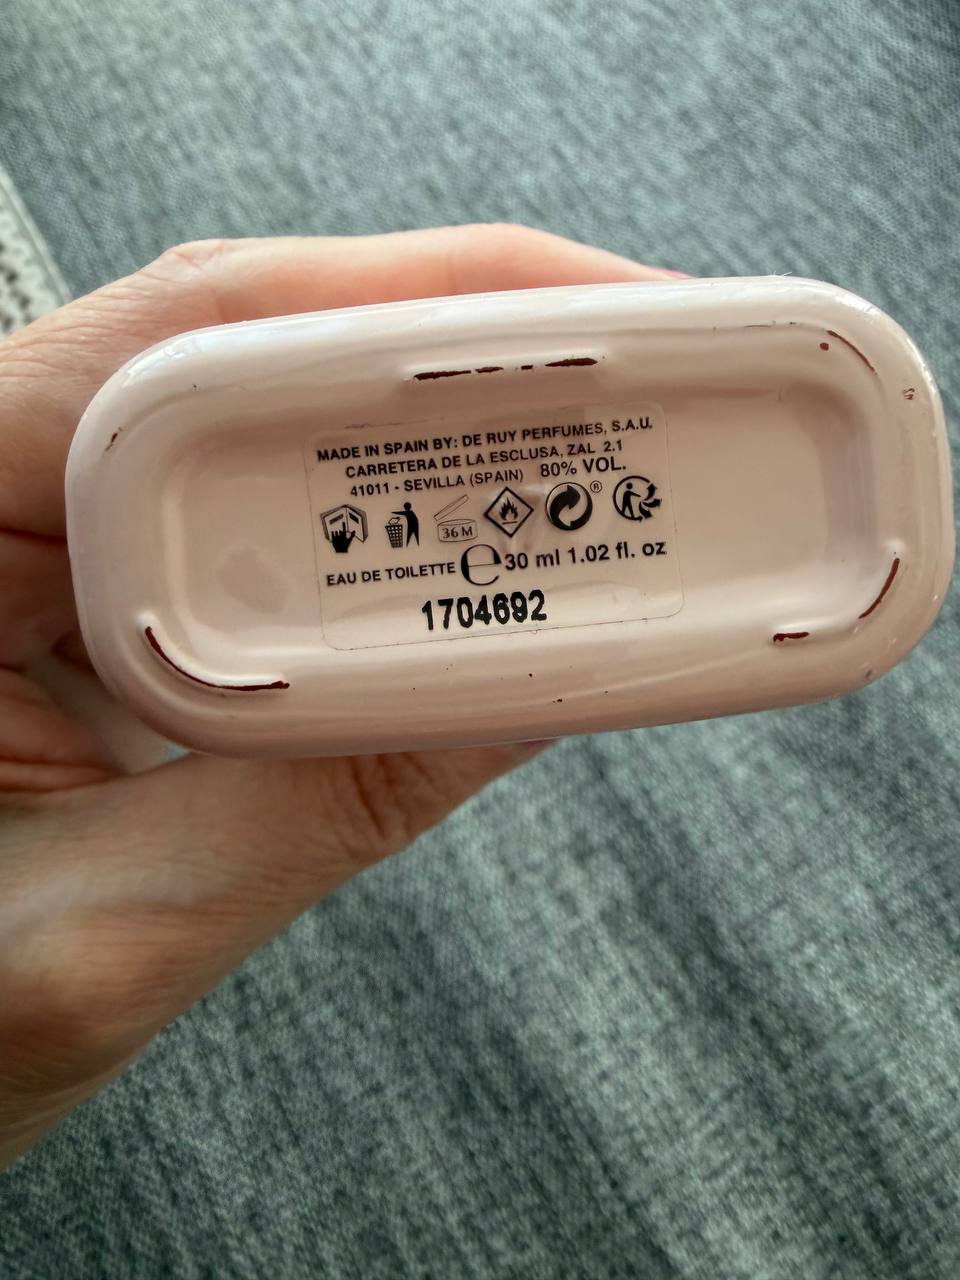 MADE IN SPAIN BY: DE RUY PERFUMES, S.A.U.
CARRETERA DE LA ESCLUSA, ZAL 2.1
41011 - SEVILLA (SPAIN) 80% VOL.
36 M ®
EAU DE TOILETTE e 30 ml 1.02 fl. oz
1704692